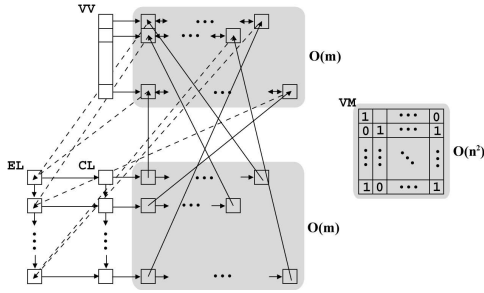 VV
O(m)
VM
1 ••• 0
0 1 ••• 1
O(n²)
1 0 ••• 1
EL CL
O(m)